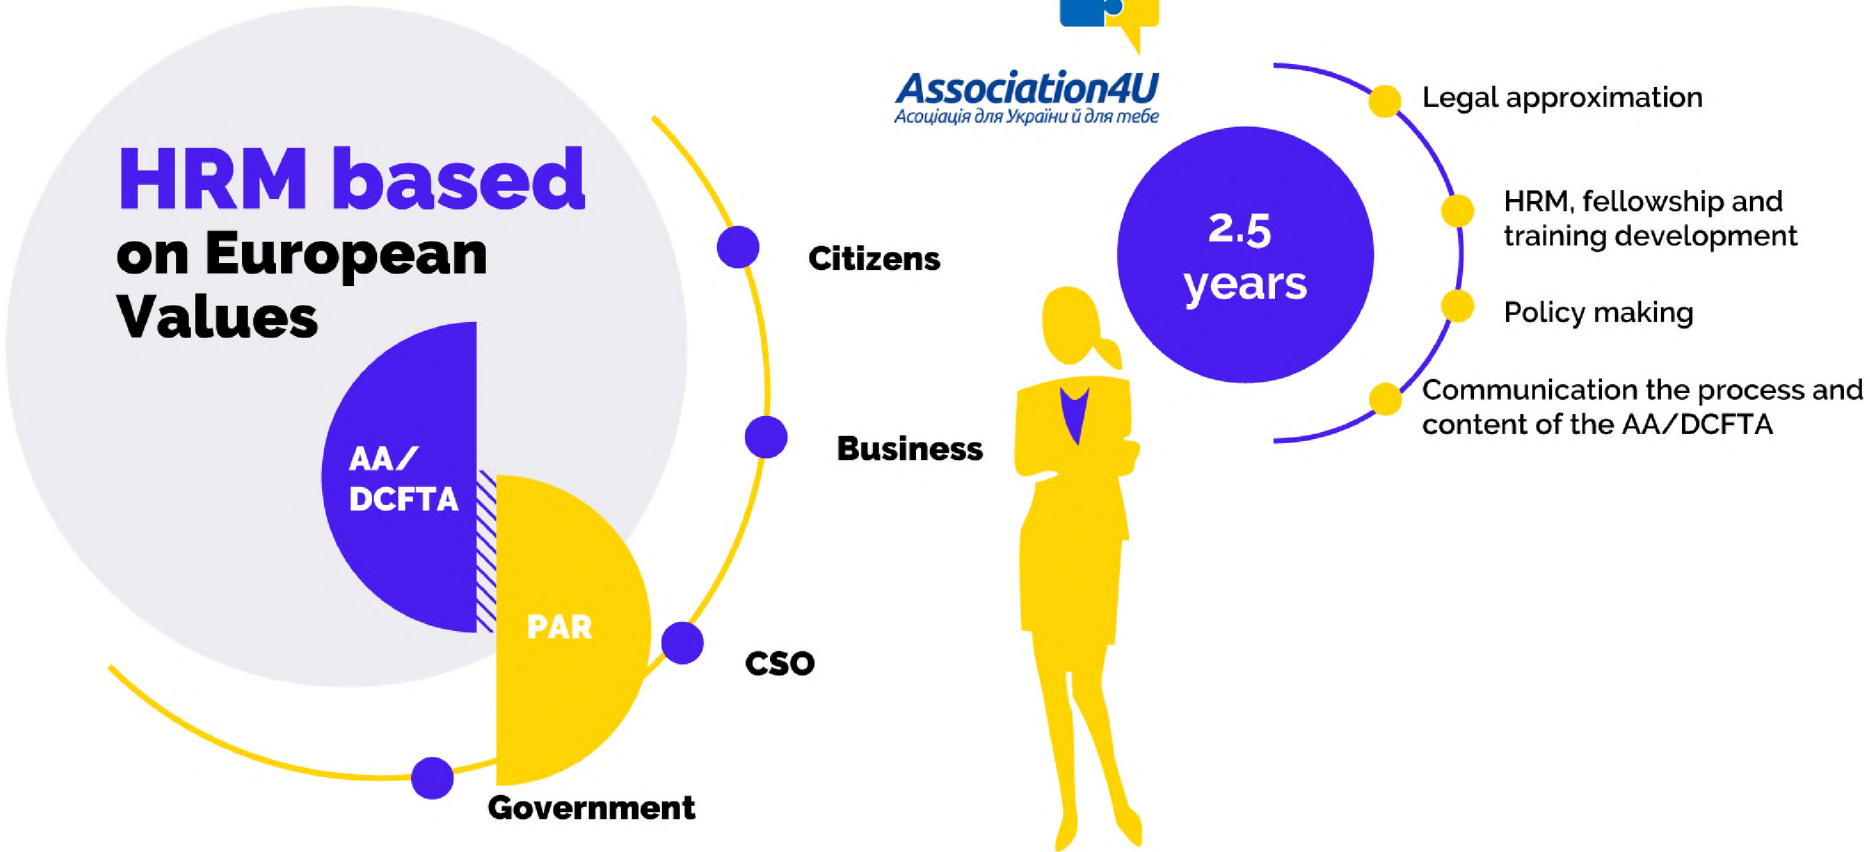 HRM based
on European
Values
AA/
DCFTA
PAR
Citizens
Business
CSO
Government
Association4U
Асоціація для України й для тебе
2.5
years
Legal approximation
HRM, fellowship and
training development
Policy making
Communication the process and
content of the AA/DCFTA